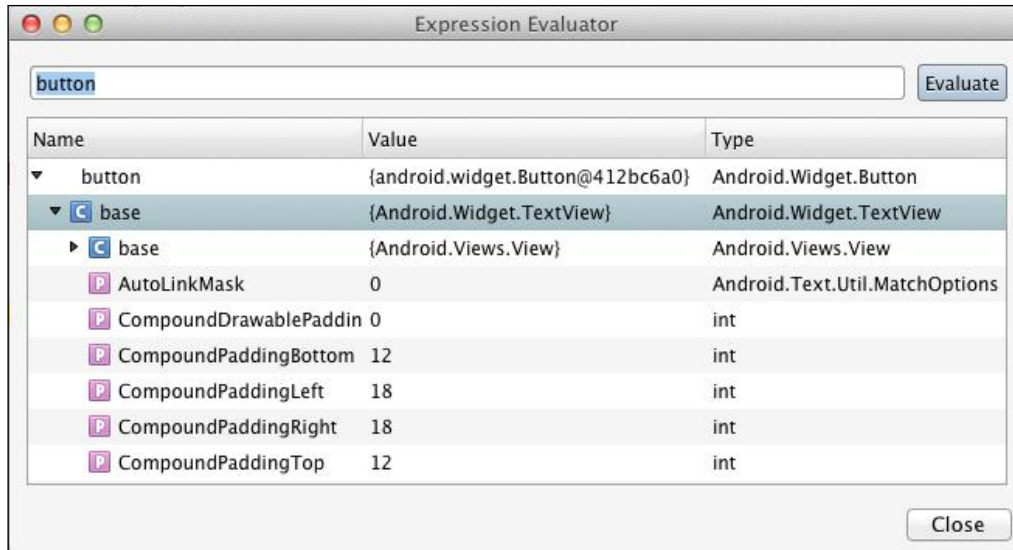 Expression Evaluator
button Evaluate
Name Value Type
button {android.widget.Button@412bc6a0} Android.Widget.Button
C base {Android.Widget.TextView} Android.Widget.TextView
C base {Android.Views.View} Android.Views.View
P AutoLinkMask 0 Android.Text.Util.MatchOptions
P CompoundDrawablePaddin 0 int
P CompoundPaddingBottom 12 int
P CompoundPaddingLeft 18 int
P CompoundPaddingRight 18 int
P CompoundPaddingTop 12 int
Close